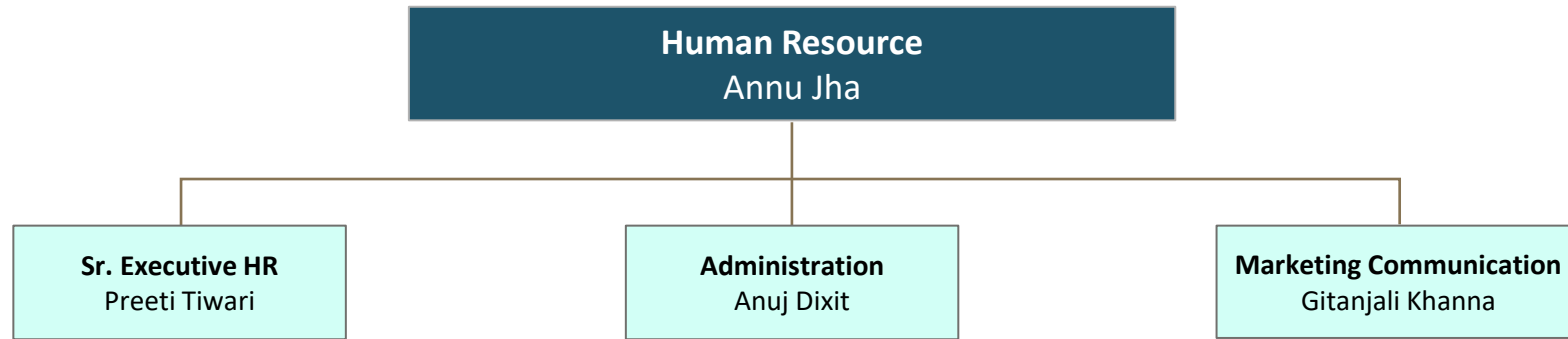 Human Resource
Annu Jha
Sr. Executive HR
Preeti Tiwari
Administration
Anuj Dixit
Marketing Communication
Gitanjali Khanna